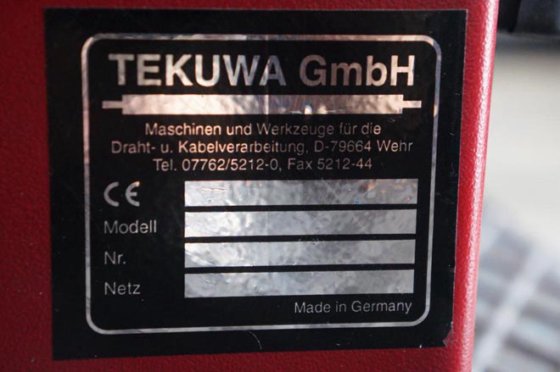 TEKUWA GmbH
Maschinen und Werkzeuge für die
Draht- u. Kabelverarbeitung, D-79664 Wehr
Tel. 07762/5212-0, Fax 5212-44
CE
Modell
Nr.
Netz
Made in Germany